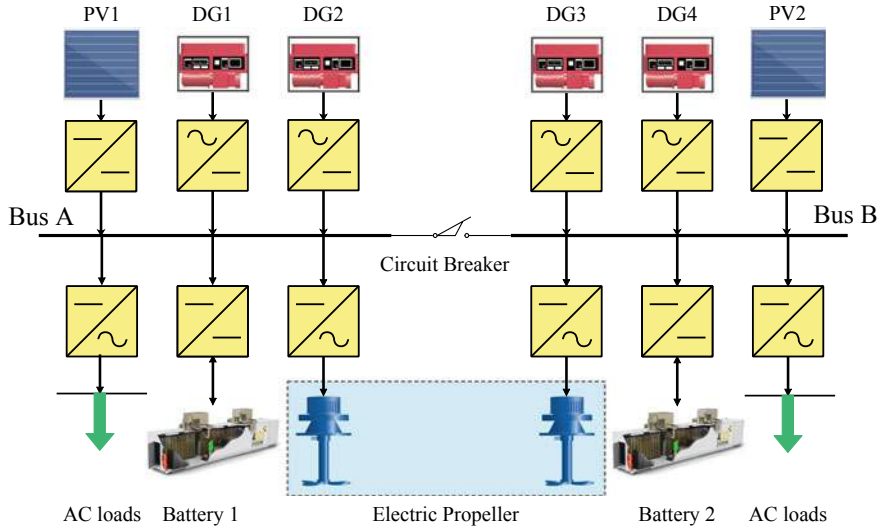 PV1 DG1 DG2 DG3 DG4 PV2
Bus A Bus B
Circuit Breaker
AC loads Battery 1 Electric Propeller Battery 2 AC loads